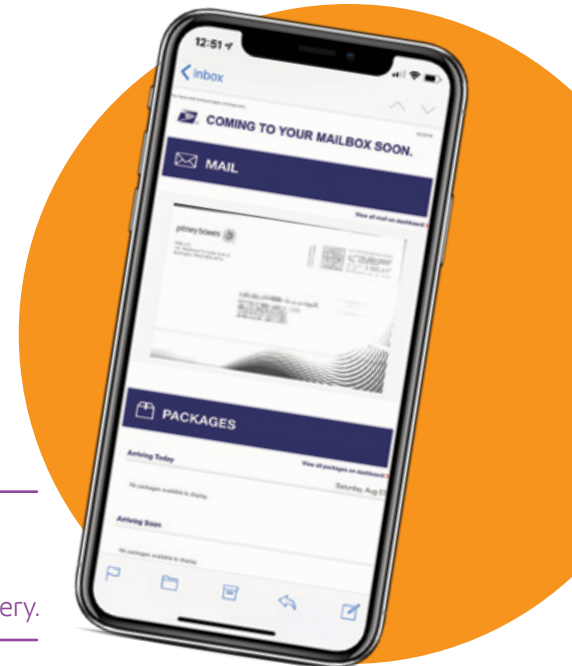 12:51
Inbox
COMING TO YOUR MAILBOX SOON.
MAIL
View all mail on dashboard
pitney bowes
PACKAGES
View all packages on dashboard
Arriving Today
Saturday, Aug 03
No packages available to display.
Arriving Soon
No packages available to display.
ery.